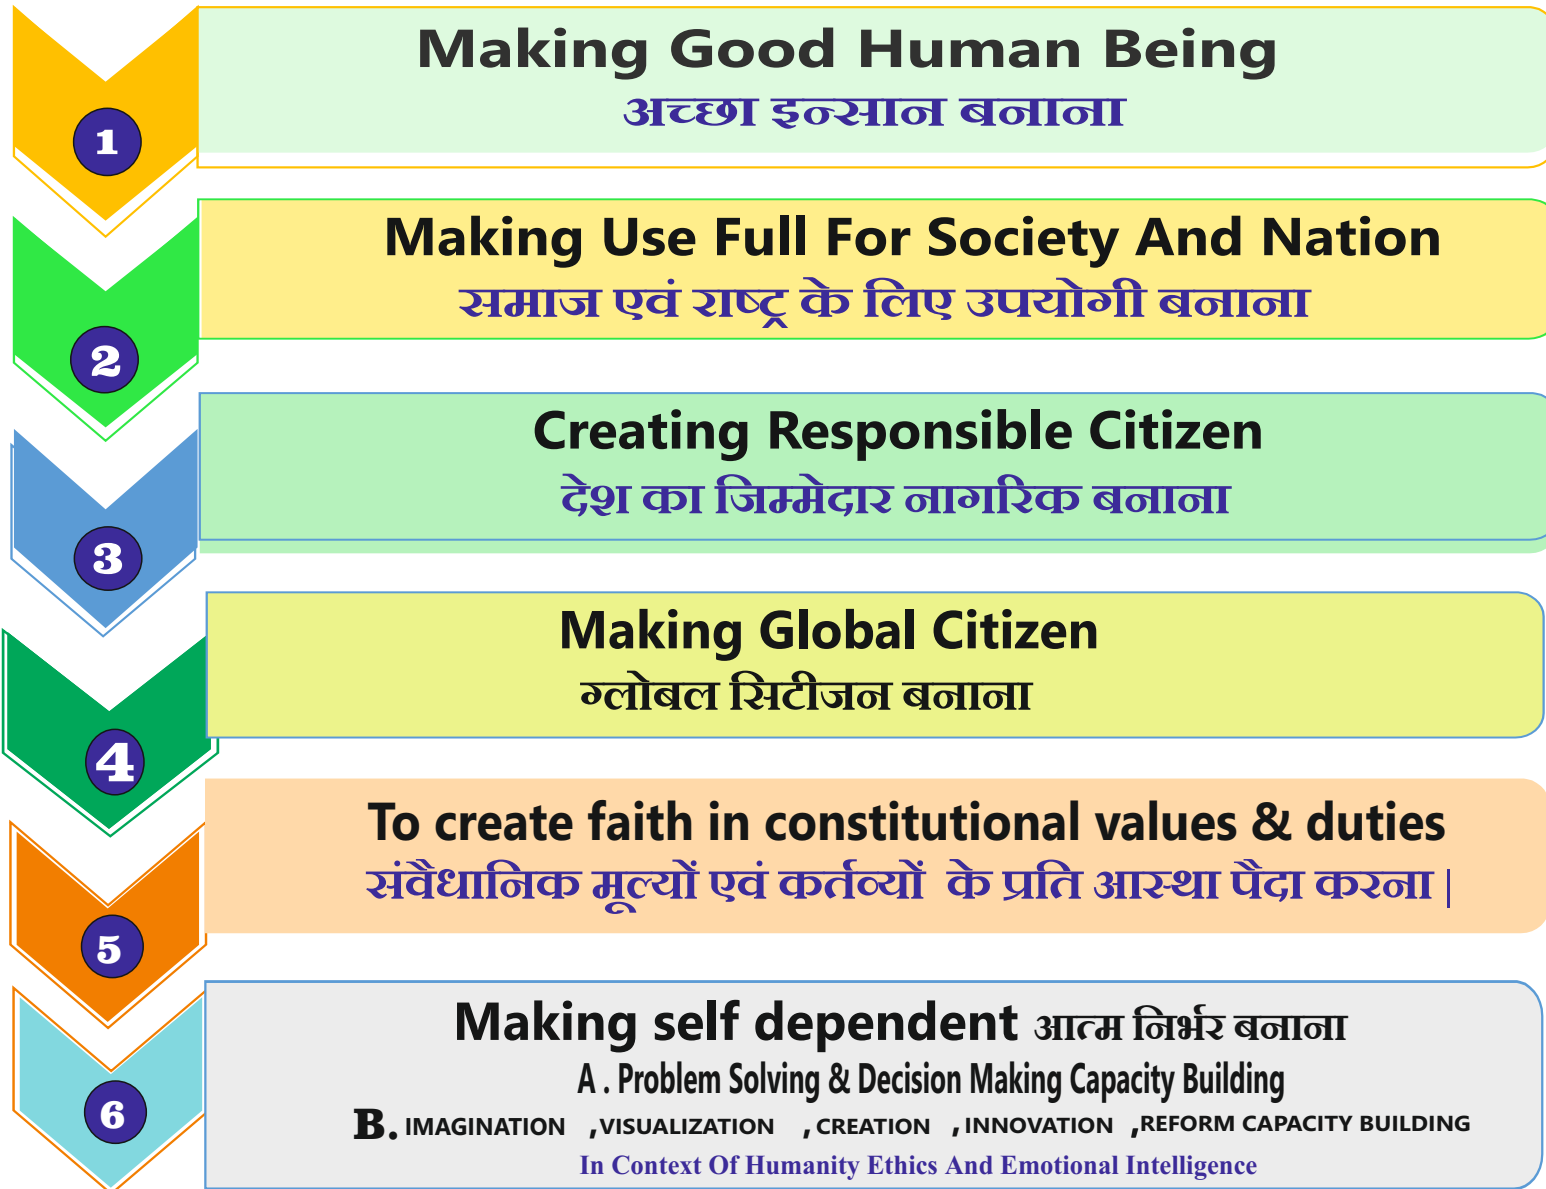 1
Making Good Human Being
अच्छा इन्सान बनाना
2
Making Use Full For Society And Nation
समाज एवं राष्ट्र के लिए उपयोगी बनाना
3
Creating Responsible Citizen
देश का जिम्मेदार नागरिक बनाना
4
Making Global Citizen
ग्लोबल सिटीजन बनाना
5
To create faith in constitutional values & duties
संवैधानिक मूल्यों एवं कर्तव्यों के प्रति आस्था पैदा करना |
6
Making self dependent आत्म निर्भर बनाना
A . Problem Solving & Decision Making Capacity Building
B. IMAGINATION ,VISUALIZATION , CREATION , INNOVATION ,REFORM CAPACITY BUILDING
In Context Of Humanity Ethics And Emotional Intelligence